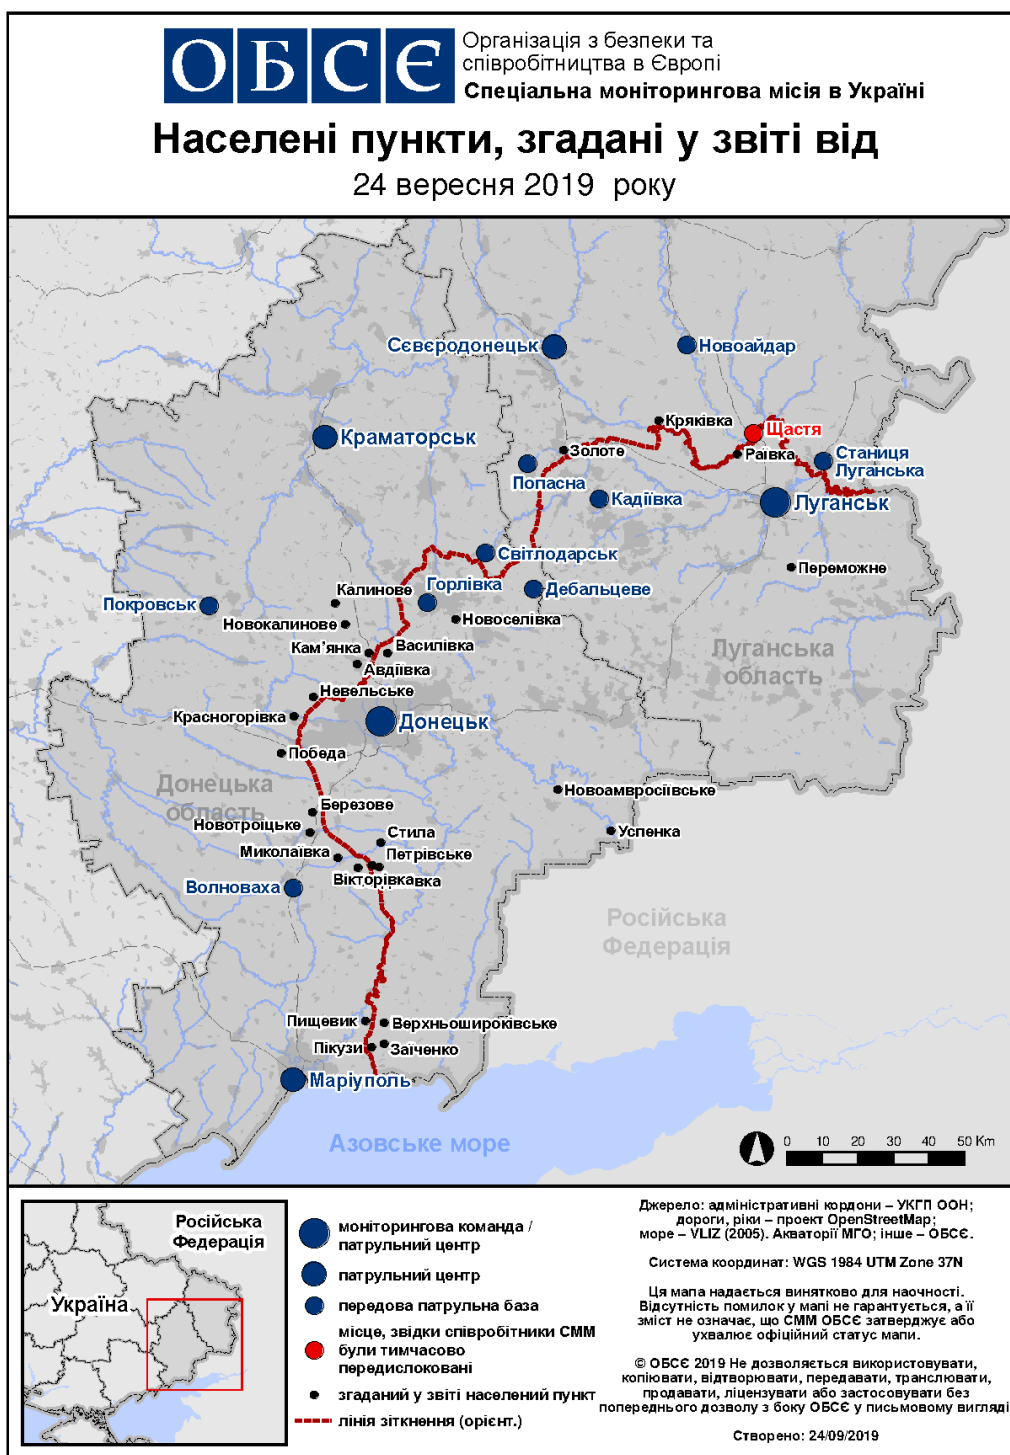 ОБСЄ
Організація з безпеки та
співробітництва в Європі
Спеціальна моніторингова місія в Україні
Населені пункти, згадані у звіті від
24 вересня 2019 року
Сєвєродонецьк
Новоайдар
Кряківка
Щастя
Краматорськ
Золоте
Раївка
Станиця
Луганська
Попасна
Кадіївка
Луганськ
Світлодарськ
Переможне
Калинове
Горлівка
Дебальцеве
Покровськ
Новокалинове
Новоселівка
Кам'янка
Василівка
Луганська
область
Авдіївка
Невельське
Красногорівка
Донецьк
Победа
Донецька
область
Новоамвросіївське
Березове
Новотроїцьке
Стила
Успенка
Миколаївка
Петрівське
Вікторівка
Волноваха
Російська
Федерація
Пищевик
Верхньошироківське
Пікузи
Заїченко
Маріуполь
Азовське море
0 10 20 30 40 50 Km
Російська
Федерація
Україна
моніторингова команда /
патрульний центр
патрульний центр
передова патрульна база
місце, звідки співробітники СММ
були тимчасово
передислоковані
згаданий у звіті населений пункт
лінія зіткнення (орієнт.)
Джерело: адміністративні кордони – УКГП ООН;
дороги, ріки – проект OpenStreetMap;
море – VLIZ (2005). Акваторії МГО; інше – ОБСЄ.
Система координат: WGS 1984 UTM Zone 37N
Ця мапа надається винятково для наочності.
Відсутність помилок у мапі не гарантується, а її
зміст не означає, що СММ ОБСЄ затверджує або
ухвалює офіційний статус мапи.
© ОБСЄ 2019 Не дозволяється використовувати,
копіювати, відтворювати, передавати, транслювати,
продавати, ліцензувати або застосовувати без
попереднього дозволу з боку ОБСЄ у письмовому вигляді
Створено: 24/09/2019